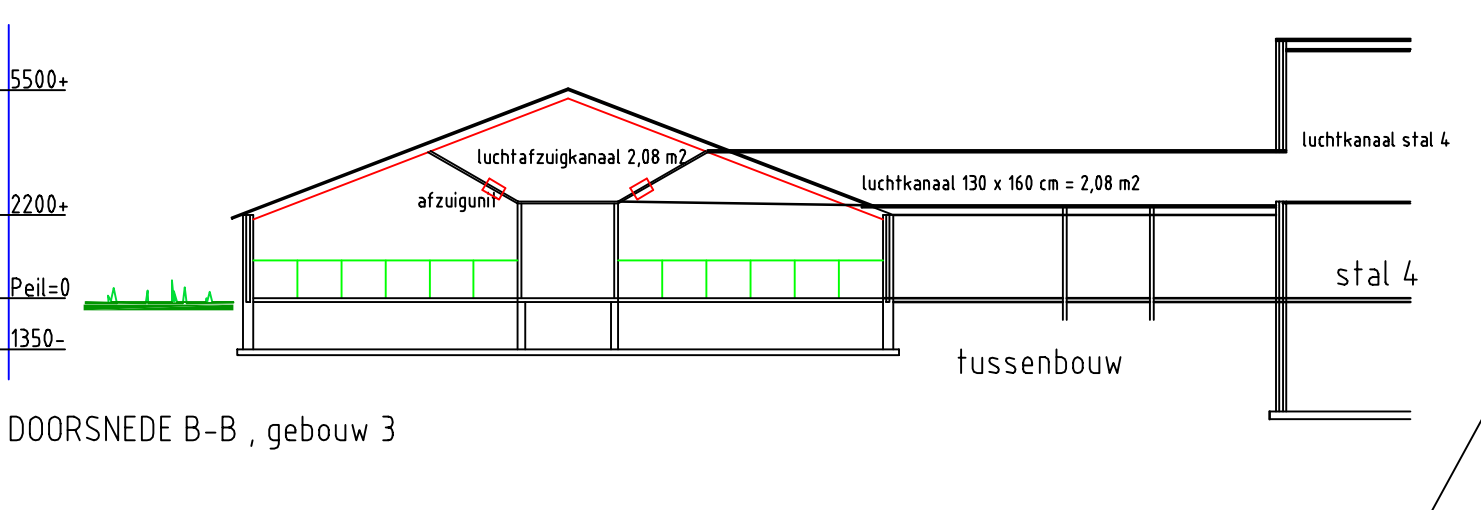 5500+
luchtkanaal stal 4
luchtafzuigkanaal 2,08 m2
luchtkanaal 130 x 160 cm = 2,08 m2
afzuigunit
2200+
stal 4
Peil=0
1350-
tussenbouw
DOORSNEDE B-B , gebouw 3